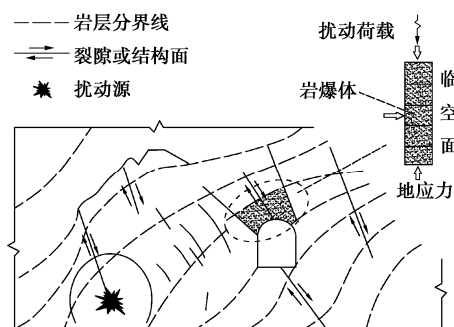 岩层分界线
裂隙或结构面
扰动源
扰动荷载
岩爆体
临空面
地应力